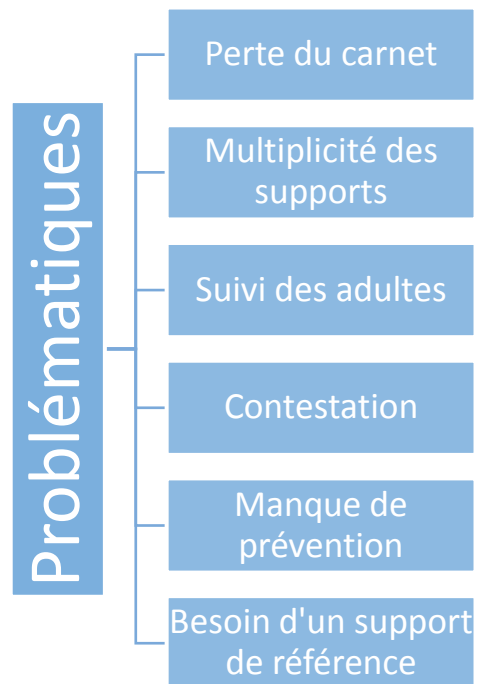 Problématiques
Perte du carnet
Multiplicité des
supports
Suivi des adultes
Contestation
Manque de
prévention
Besoin d'un support
de référence